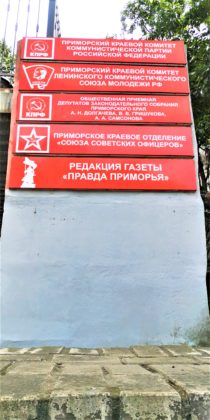 КПРФ
ПРИМОРСКИЙ КРАЕВОЙ КОМИТЕТ
КОММУНИСТИЧЕСКОЙ ПАРТИИ
РОССИЙСКОЙ ФЕДЕРАЦИИ
ПРИМОРСКИЙ КРАЕВОЙ КОМИТЕТ
ЛЕНИНСКОГО КОММУНИСТИЧЕСКОГО
СОЮЗА МОЛОДЕЖИ РФ
КПРФ
ОБЩЕСТВЕННАЯ ПРИЕМНАЯ
ДЕПУТАТОВ ЗАКОНОДАТЕЛЬНОГО СОБРАНИЯ
ПРИМОРСКОГО КРАЯ
А. Н. ДОЛГАЧЕВА, В. В. ГРИШУКОВА,
А. А. САМСОНОВА
ПРИМОРСКОЕ КРАЕВОЕ ОТДЕЛЕНИЕ
«СОЮЗА СОВЕТСКИХ ОФИЦЕРОВ»
РЕДАКЦИЯ ГАЗЕТЫ
«ПРАВДА ПРИМОРЬЯ»